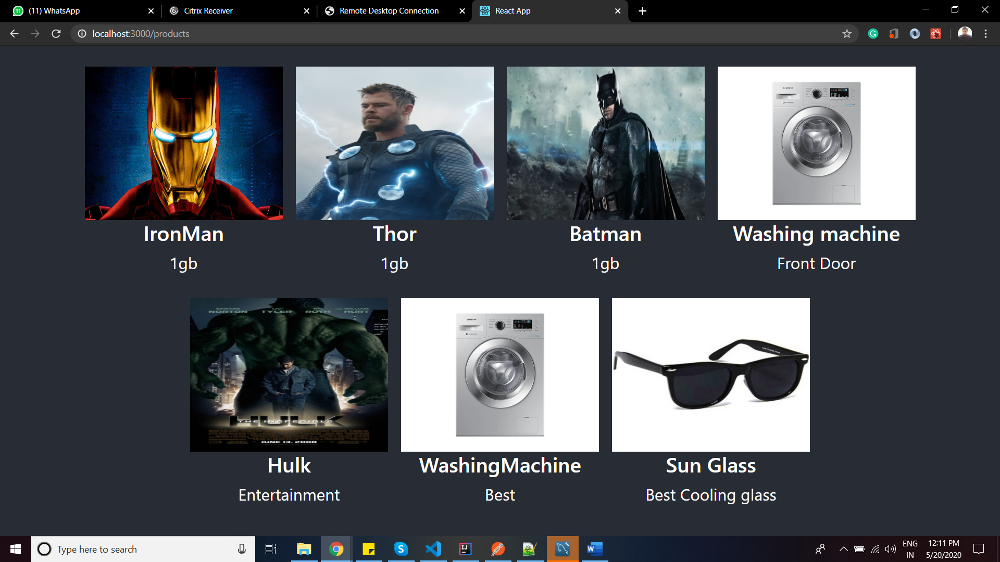 (11) WhatsApp
Citrix Receiver
Remote Desktop Connection
React App
localhost:3000/products
SAMSUNG
IronMan
Thor
Batman
Washing machine
1gb
1gb
1gb
Front Door
EDWARD NORTON
LIV TYLER
TIM ROTH
AND WILLIAM HURT
SAMSUNG
THE INCREDIBLE
HULK
JUNE 13, 2008
Hulk
WashingMachine
Sun Glass
Entertainment
Best
Best Cooling glass
Type here to search
ENG
IN
12:11 PM
5/20/2020